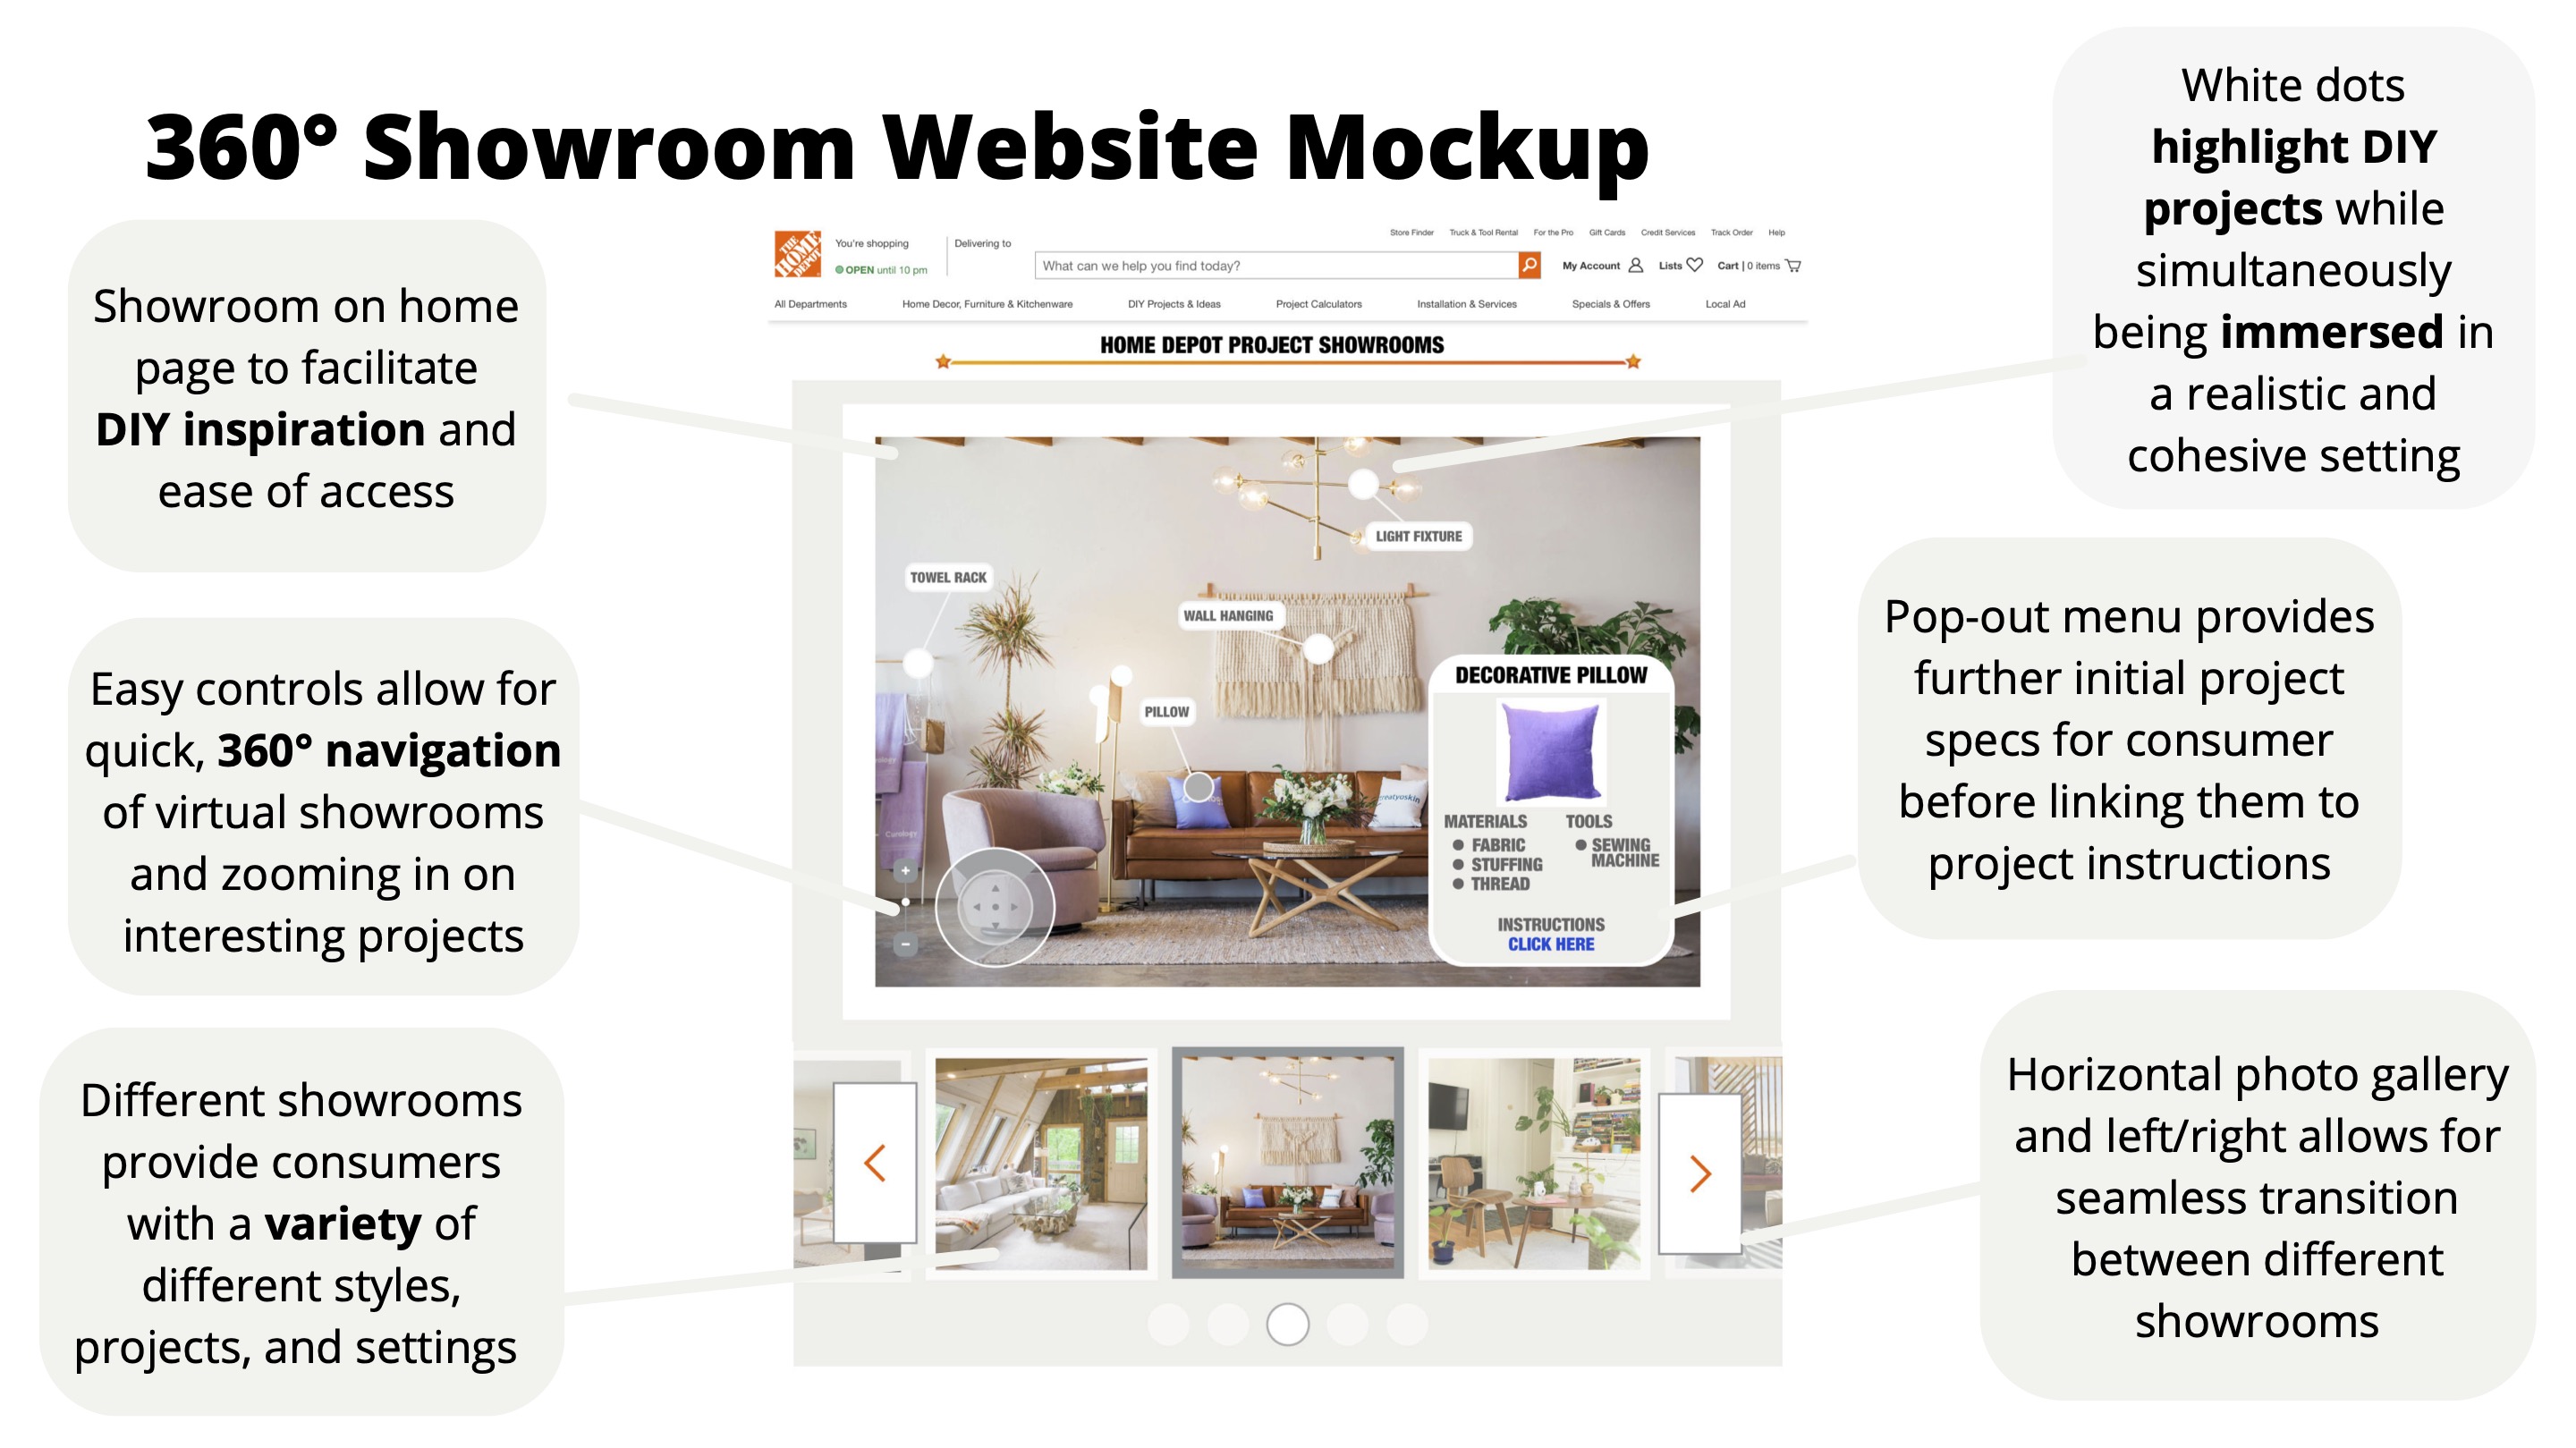 360° Showroom Website Mockup
Showroom on home
page to facilitate
DIY inspiration and
ease of access
Easy controls allow for
quick, 360° navigation
of virtual showrooms
and zooming in on
interesting projects
Different showrooms
provide consumers
with a variety of
different styles,
projects, and settings
THE HOME DEPOT
You're shopping
OPEN until 10 pm
Delivering to
Store Finder Truck & Tool Rental For the Pro Gift Cards Credit Services Track Order Help
What can we help you find today?
My Account Lists Cart | 0 items
All Departments Home Decor, Furniture & Kitchenware DIY Projects & Ideas Project Calculators Installation & Services Specials & Offers Local Ad
HOME DEPOT PROJECT SHOWROOMS
LIGHT FIXTURE
TOWEL RACK
WALL HANGING
PILLOW
DECORATIVE PILLOW
MATERIALS TOOLS
● FABRIC
● STUFFING
● THREAD
● SEWING
MACHINE
INSTRUCTIONS
CLICK HERE
White dots
highlight DIY
projects while
simultaneously
being immersed in
a realistic and
cohesive setting
Pop-out menu provides
further initial project
specs for consumer
before linking them to
project instructions
Horizontal photo gallery
and left/right allows for
seamless transition
between different
showrooms